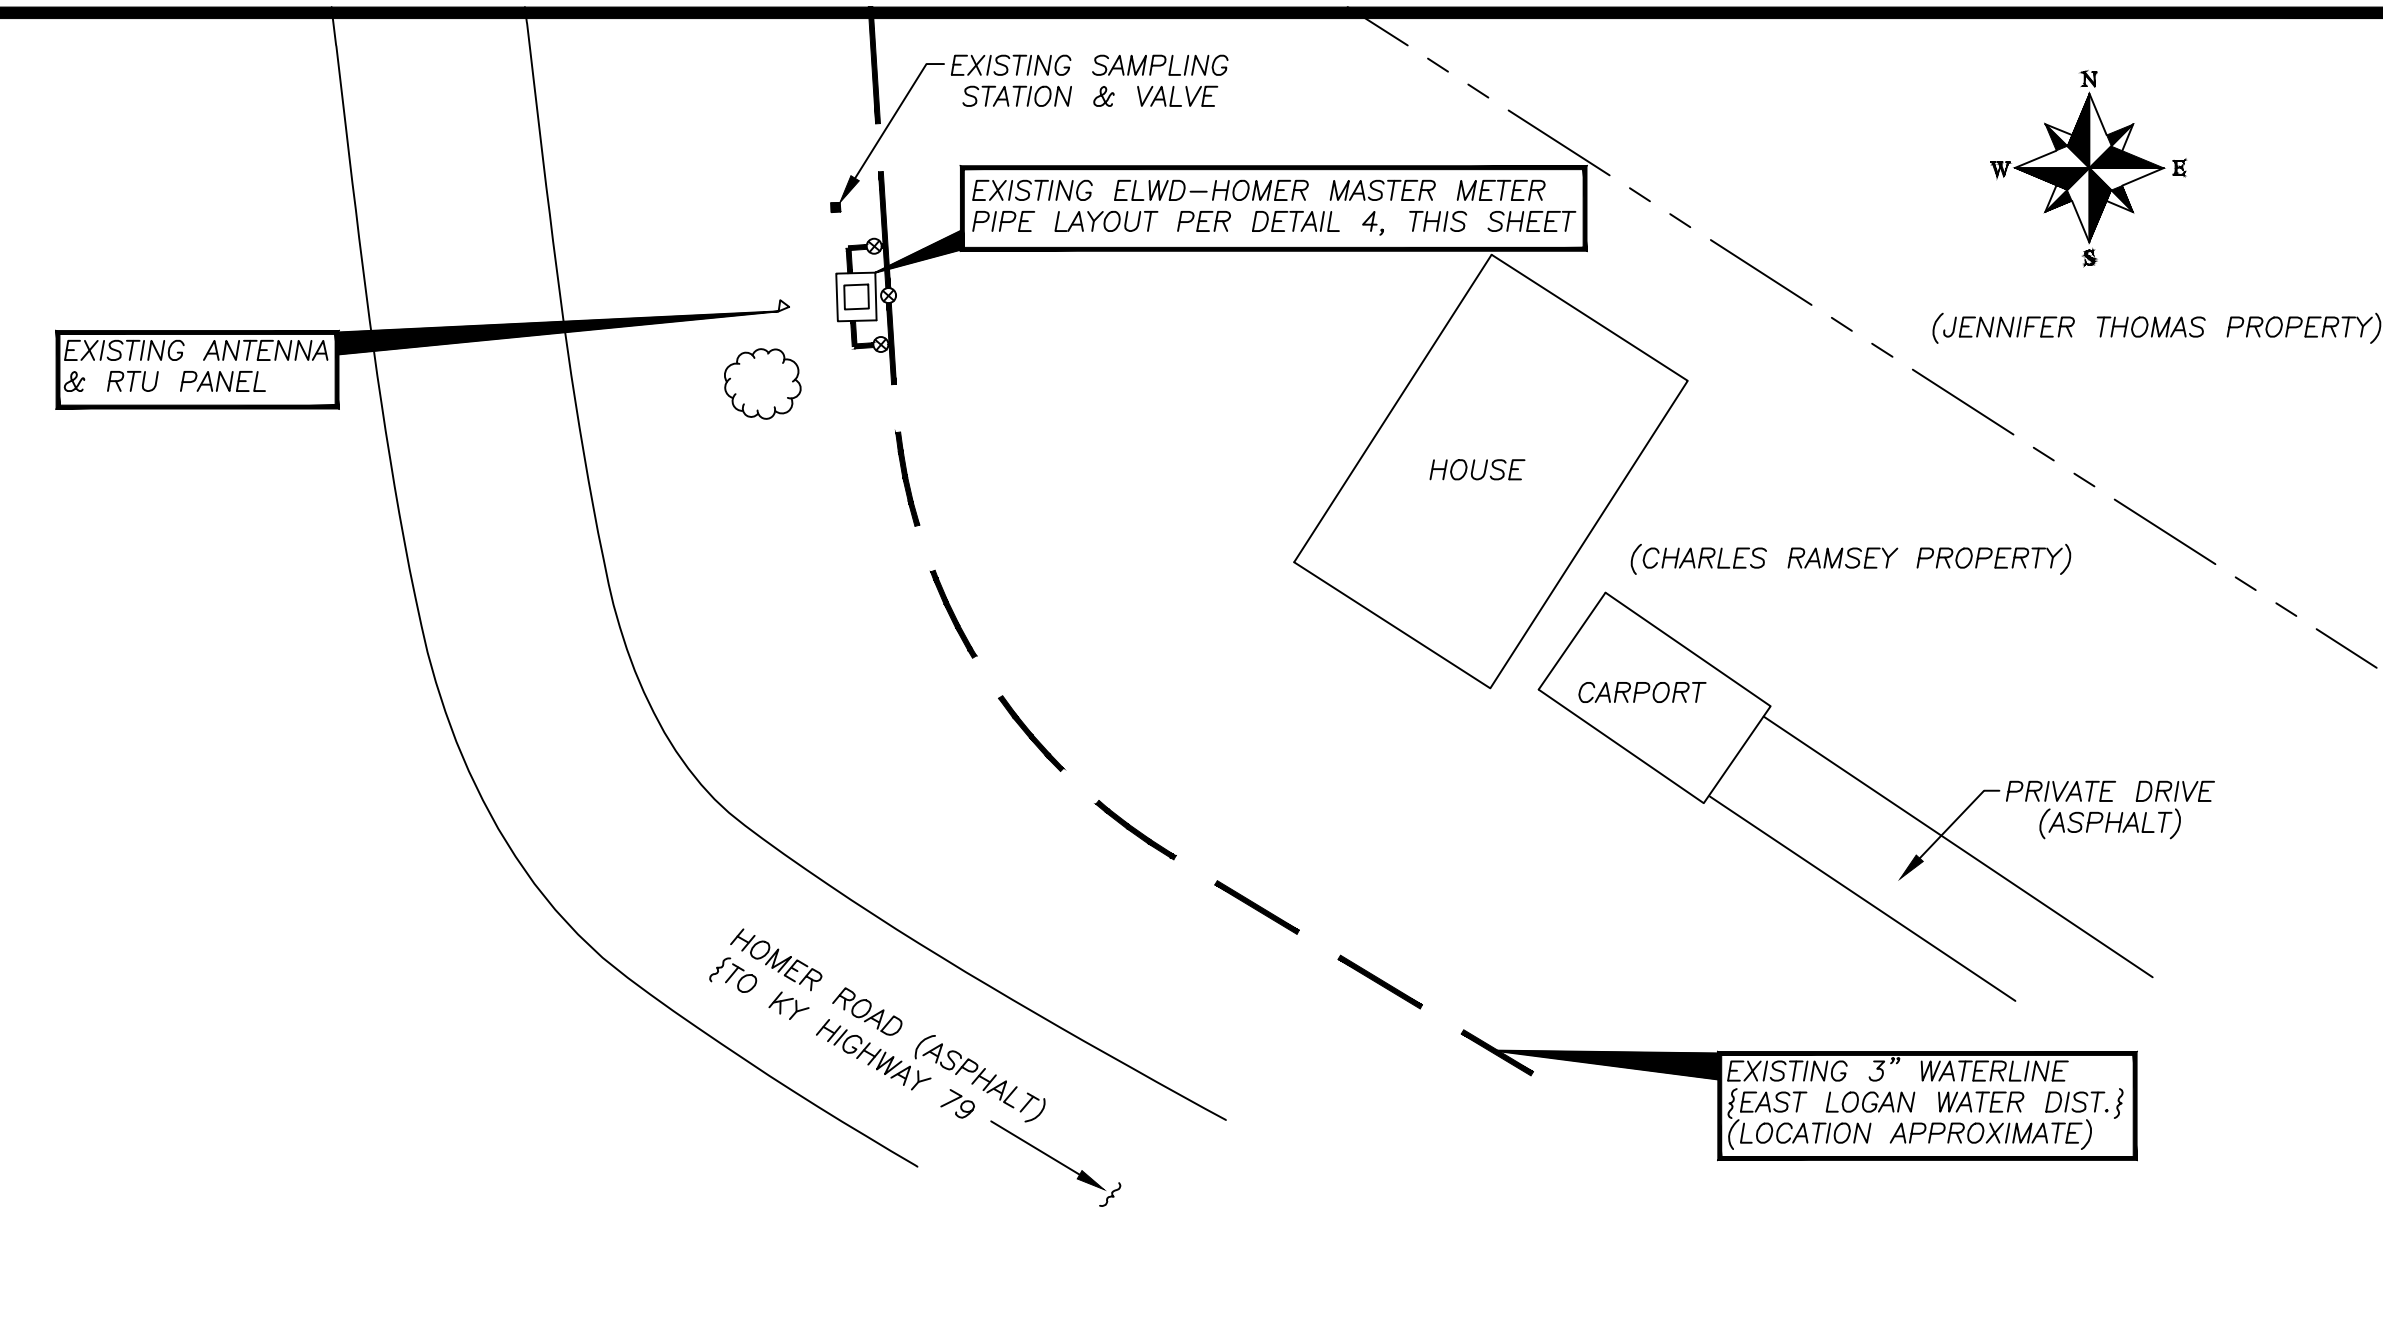 EXISTING SAMPLING
STATION & VALVE
N
W
E
S
EXISTING ELWD-HOMER MASTER METER
PIPE LAYOUT PER DETAIL 4, THIS SHEET
(JENNIFER THOMAS PROPERTY)
EXISTING ANTENNA
& RTU PANEL
HOUSE
(CHARLES RAMSEY PROPERTY)
CARPORT
PRIVATE DRIVE
(ASPHALT)
HOMER ROAD (ASPHALT)
{TO KY HIGHWAY 79
}
EXISTING 3" WATERLINE
{EAST LOGAN WATER DIST.}
(LOCATION APPROXIMATE)